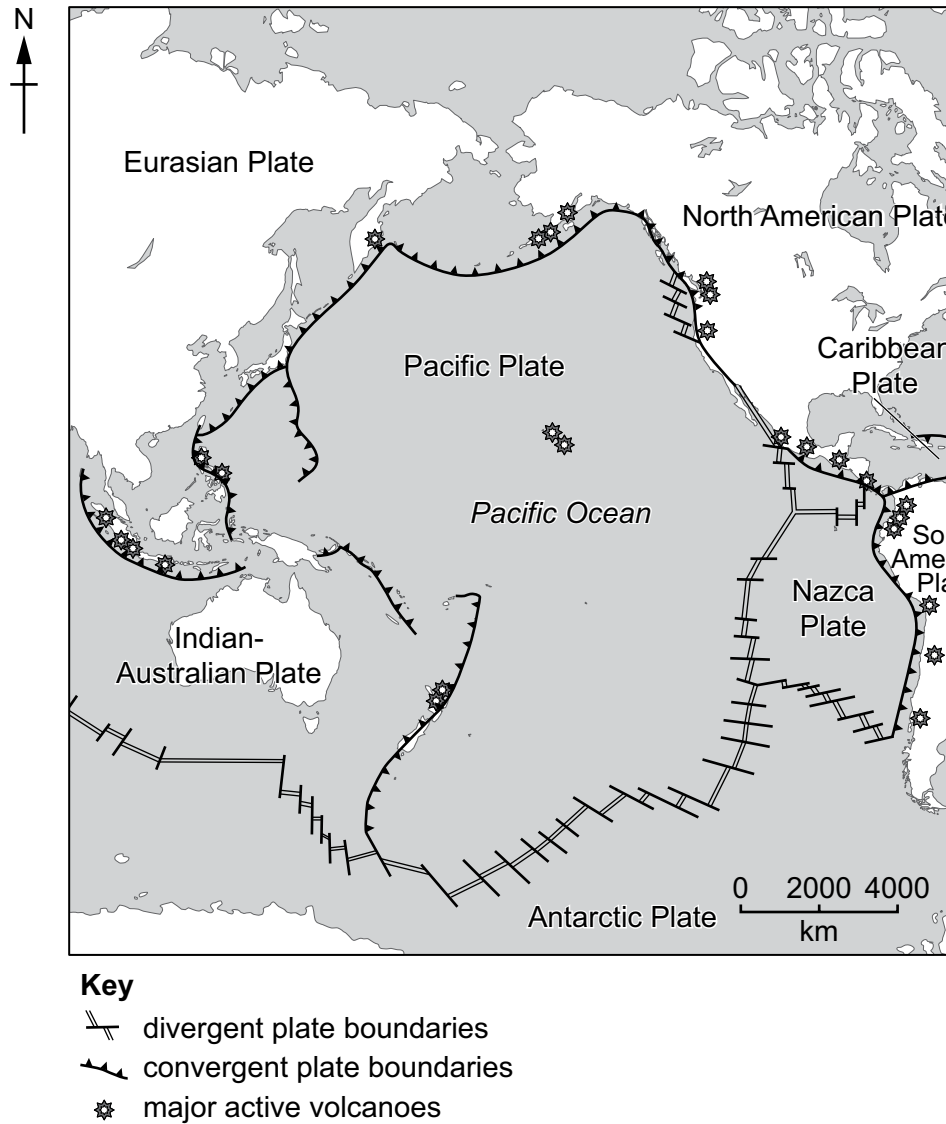 N
Eurasian Plate
North American Plate
Caribbean
Plate
Pacific Plate
Pacific Ocean
Nazca
Plate
Indian-
Australian Plate
0 2000 4000
km
Antarctic Plate
Key
divergent plate boundaries
convergent plate boundaries
major active volcanoes